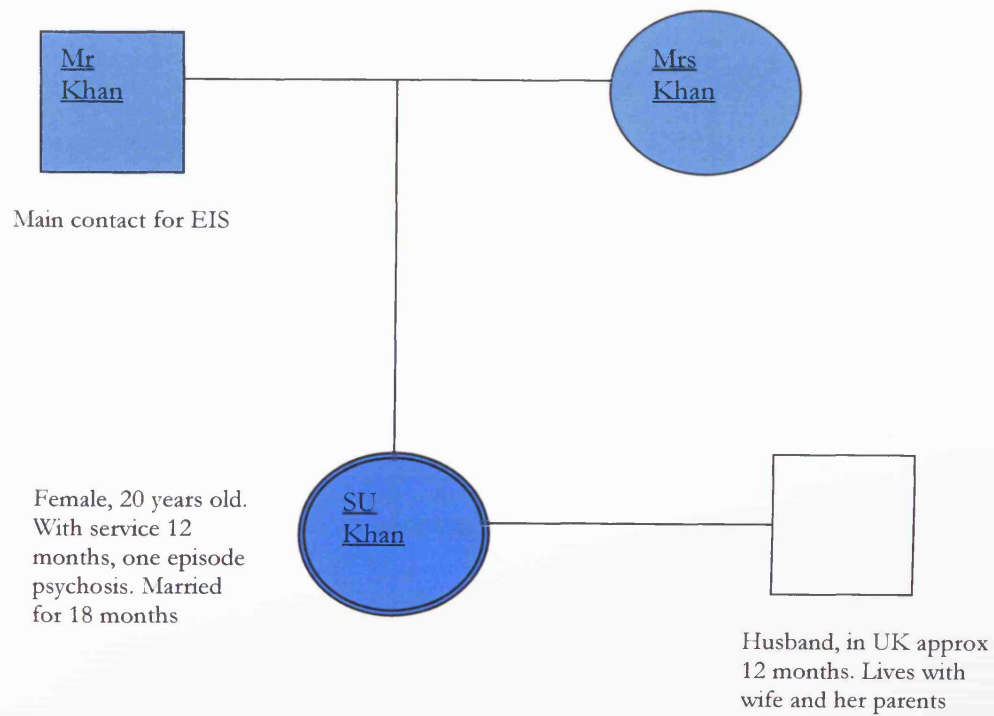 Mr
Khan
Mrs
Khan
Main contact for EIS
Female, 20 years old.
With service 12
months, one episode
psychosis. Married
for 18 months
SU
Khan
Husband, in UK approx
12 months. Lives with
wife and her parents